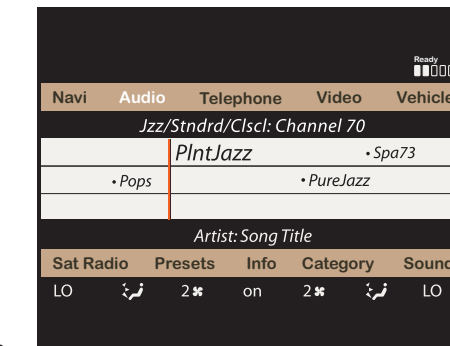 Ready
Navi Audio Telephone Video Vehicle
Jzz/Stndrd/Clscl: Channel 70
PlntJazz • Spa73
• Pops • PureJazz
Artist: Song Title
Sat Radio Presets Info Category Sound
LO 2 on 2 LO